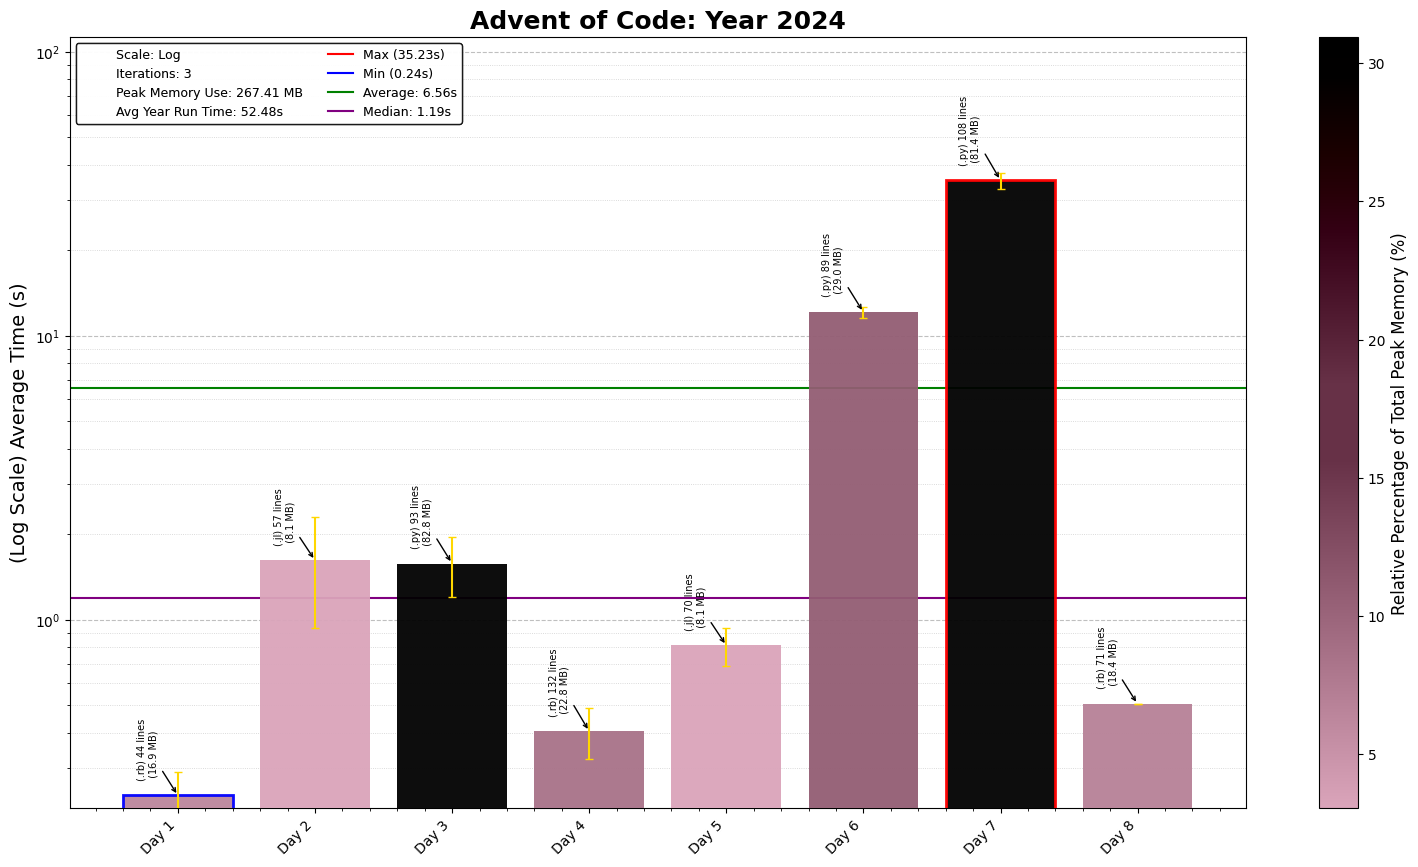 Advent of Code: Year 2024
Scale: Log
Iterations: 3
Peak Memory Use: 267.41 MB
Avg Year Run Time: 52.48s
Max (35.23s)
Min (0.24s)
Average: 6.56s
Median: 1.19s
(Log Scale) Average Time (s)
10²
10¹
10⁰
(.rb) 44 lines
(16.9 MB)
(.jl) 57 lines
(8.1 MB)
(.py) 93 lines
(82.8 MB)
(.rb) 132 lines
(22.8 MB)
(.jl) 70 lines
(8.1 MB)
(.py) 89 lines
(29.0 MB)
(.py) 108 lines
(81.4 MB)
(.rb) 71 lines
(18.4 MB)
Day 1
Day 2
Day 3
Day 4
Day 5
Day 6
Day 7
Day 8
30
25
20
15
10
5
Relative Percentage of Total Peak Memory (%)